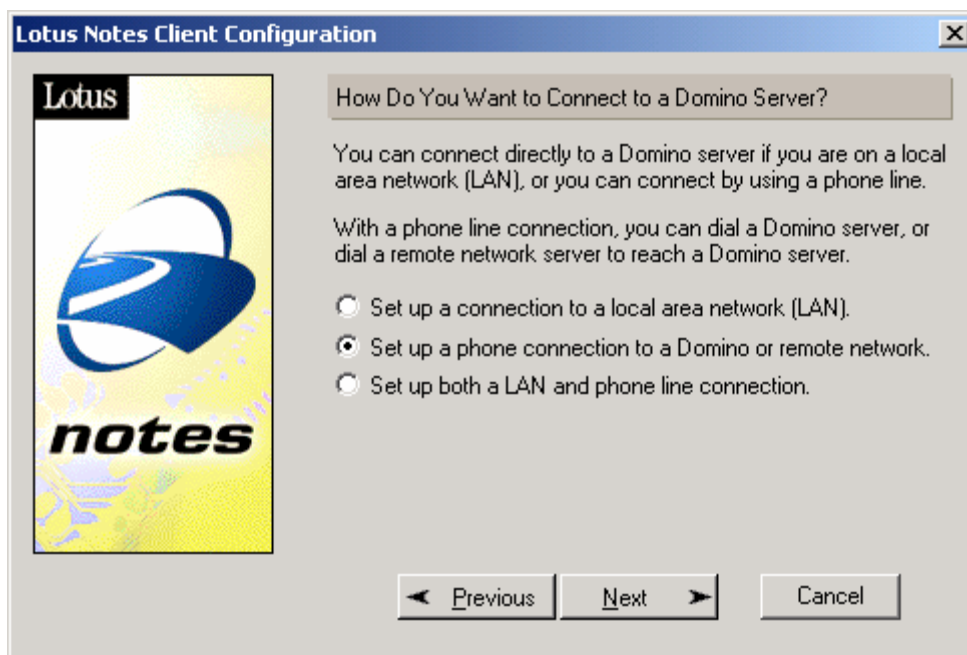 Lotus Notes Client Configuration
Lotus
notes
How Do You Want to Connect to a Domino Server?
You can connect directly to a Domino server if you are on a local
area network (LAN), or you can connect by using a phone line.
With a phone line connection, you can dial a Domino server, or
dial a remote network server to reach a Domino server.
Set up a connection to a local area network (LAN).
Set up a phone connection to a Domino or remote network.
Set up both a LAN and phone line connection.
Previous
Next
Cancel